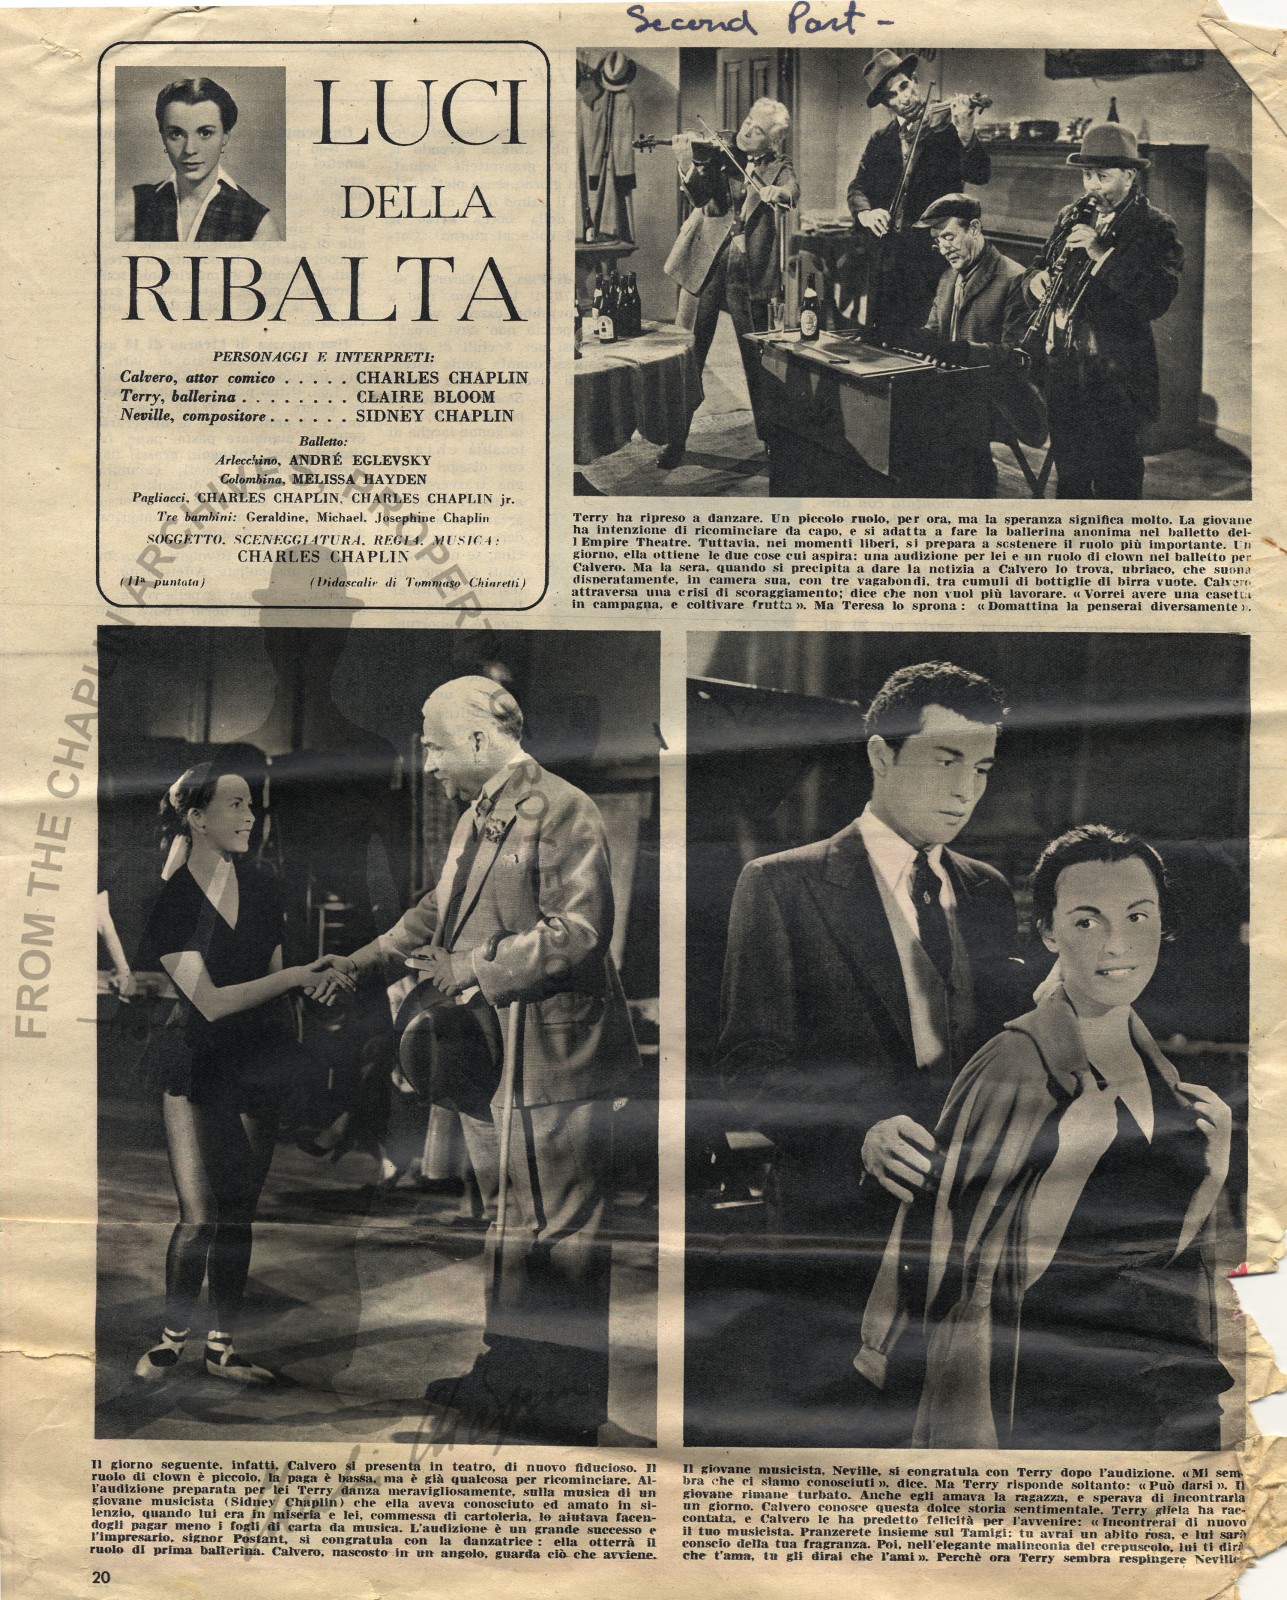 Second Part -
LUCI
DELLA
RIBALTA
PERSONAGGI E INTERPRETI:
Calvero, attor comico . . . . . CHARLES CHAPLIN
Terry, ballerina . . . . . . . . CLAIRE BLOOM
Neville, compositore . . . . . . SIDNEY CHAPLIN
Balletto:
Arlecchino, ANDRÉ EGLEVSKY
Colombina, MELISSA HAYDEN
Pagliacci, CHARLES CHAPLIN, CHARLES CHAPLIN jr.
Tre bambini: Geraldine, Michael, Josephine Chaplin
SOGGETTO, SCENEGGIATURA, REGIA, MUSICA:
CHARLES CHAPLIN
(11ª puntata) (Didascalie di Tommaso Chiaretti)
Terry ha ripreso a danzare. Un piccolo ruolo, per ora, ma la speranza significa molto. La giovane
ha intenzione di ricominciare da capo, e si adatta a fare la ballerina anonima nel balletto del-
l'Empire Theatre. Tuttavia, nei momenti liberi, si prepara a sostenere il ruolo più importante. Un
giorno, ella ottiene le due cose cui aspira: una audizione per lei e un ruolo di clown nel balletto per
Calvero. Ma la sera, quando si precipita a dare la notizia a Calvero lo trova, ubriaco, che suona
disperatamente, in camera sua, con tre vagabondi, tra cumuli di bottiglie di birra vuote. Calvero
attraversa una crisi di scoraggiamento; dice che non vuol più lavorare. «Vorrei avere una casetta
in campagna, e coltivare frutta». Ma Teresa lo sprona: «Domattina la penserai diversamente».
Il giorno seguente, infatti, Calvero si presenta in teatro, di nuovo fiducioso. Il
ruolo di clown è piccolo, la paga è bassa, ma è già qualcosa per ricominciare. Al-
l'audizione preparata per lei Terry danza meravigliosamente, sulla musica di un
giovane musicista (Sidney Chaplin) che ella aveva conosciuto ed amato in si-
lenzio, quando lui era in miseria e lei, commessa di cartoleria, lo aiutava facen-
dogli pagar meno i fogli di carta da musica. L'audizione è un grande successo e
l'impresario, signor Postant, si congratula con la danzatrice: ella otterrà il
ruolo di prima ballerina. Calvero, nascosto in un angolo, guarda ciò che avviene.
Il giovane musicista, Neville, si congratula con Terry dopo l'audizione. «Mi sem-
bra che ci siamo conosciuti», dice. Ma Terry risponde soltanto: «Può darsi». Il
giovane rimane turbato. Anche egli amava la ragazza, e sperava di incontrarla
un giorno. Calvero conosce questa dolce storia sentimentale. Terry gliela ha rac-
contata, e Calvero le ha predetto felicità per l'avvenire: «Incontrerai di nuovo
il tuo musicista. Pranzerete insieme sul Tamigi: tu avrai un abito rosa, e lui sarà
conscio della tua fragranza. Poi, nell'elegante malinconia del crepuscolo, lui ti dirà
che t'ama, tu gli dirai che l'ami». Perchè ora Terry sembra respingere Neville
20
FROM THE CHAPLIN ARCHIVES, PROPERTY OF ROY EXPORT